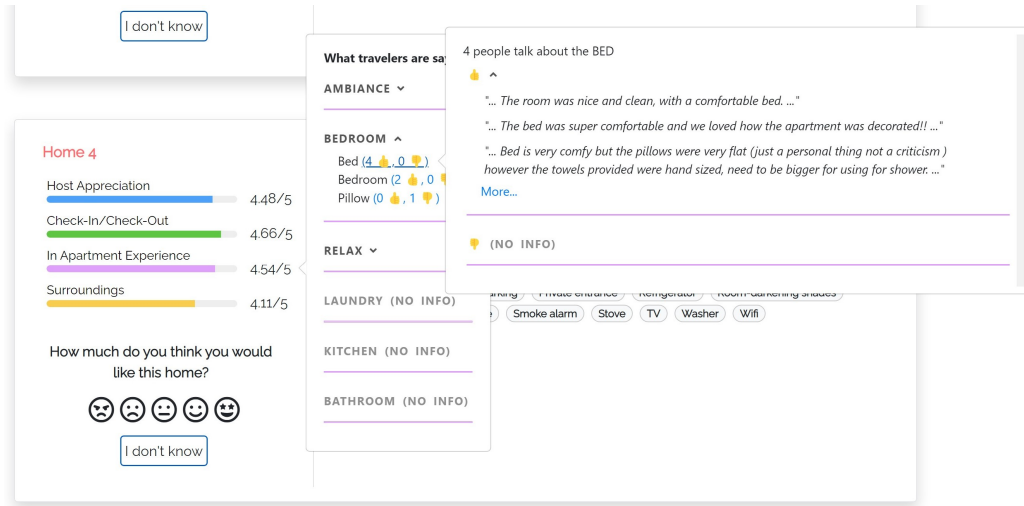 I don't know
Home 4
Host Appreciation
4.48/5
Check-In/Check-Out
4.66/5
In Apartment Experience
4.54/5
Surroundings
4.11/5
How much do you think you would
like this home?
I don't know
What travelers are
AMBIANCE
BEDROOM
Bed (4 👍, 0 👎)
Bedroom (2 👍, 0
Pillow (0 👍, 1 👎)
RELAX
LAUNDRY (NO INFO)
KITCHEN (NO INFO)
BATHROOM (NO INFO)
4 people talk about the BED
"... The room was nice and clean, with a comfortable bed. ..."
"... The bed was super comfortable and we loved how the apartment was decorated!! ..."
"... Bed is very comfy but the pillows were very flat (just a personal thing not a criticism )
however the towels provided were hand sized, need to be bigger for using for shower. ..."
More...
(NO INFO)
Private entrance Refrigerator Room-darkening shades
Smoke alarm Stove TV Washer Wifi